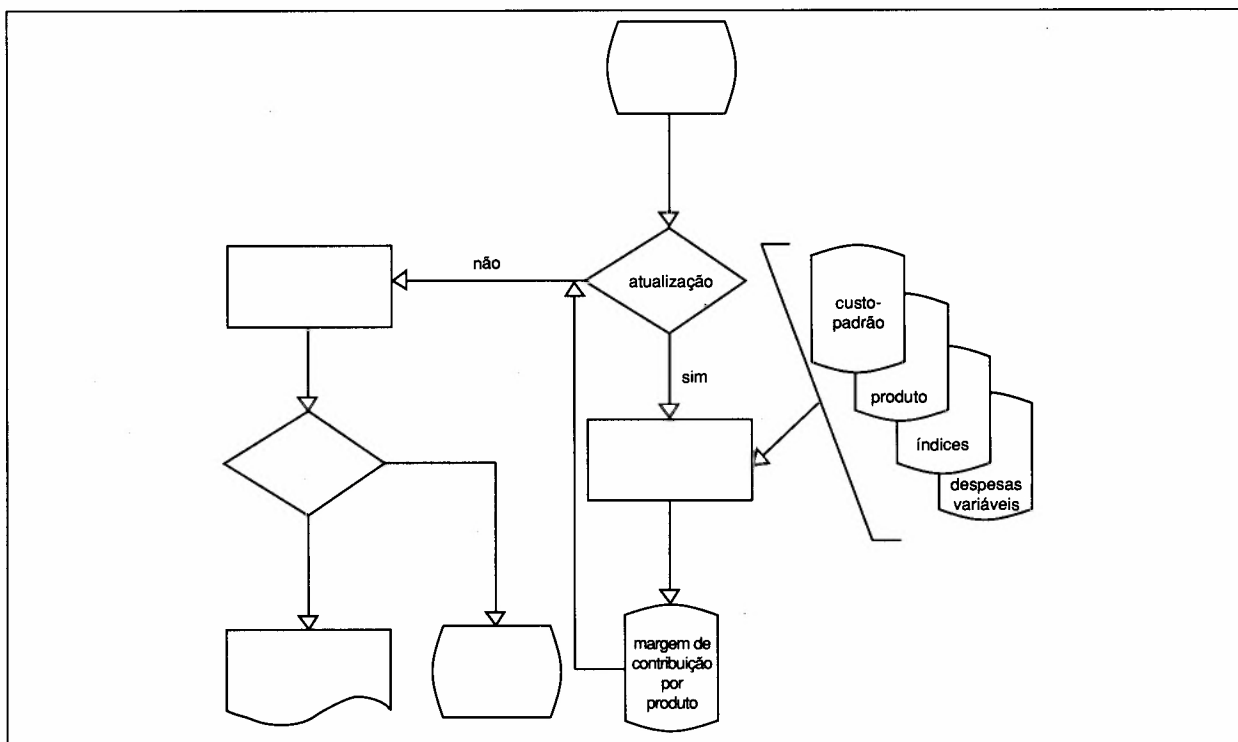 não
atualização
sim
custo-
padrão
produto
índices
despesas
variáveis
margem de
contribuição
por
produto